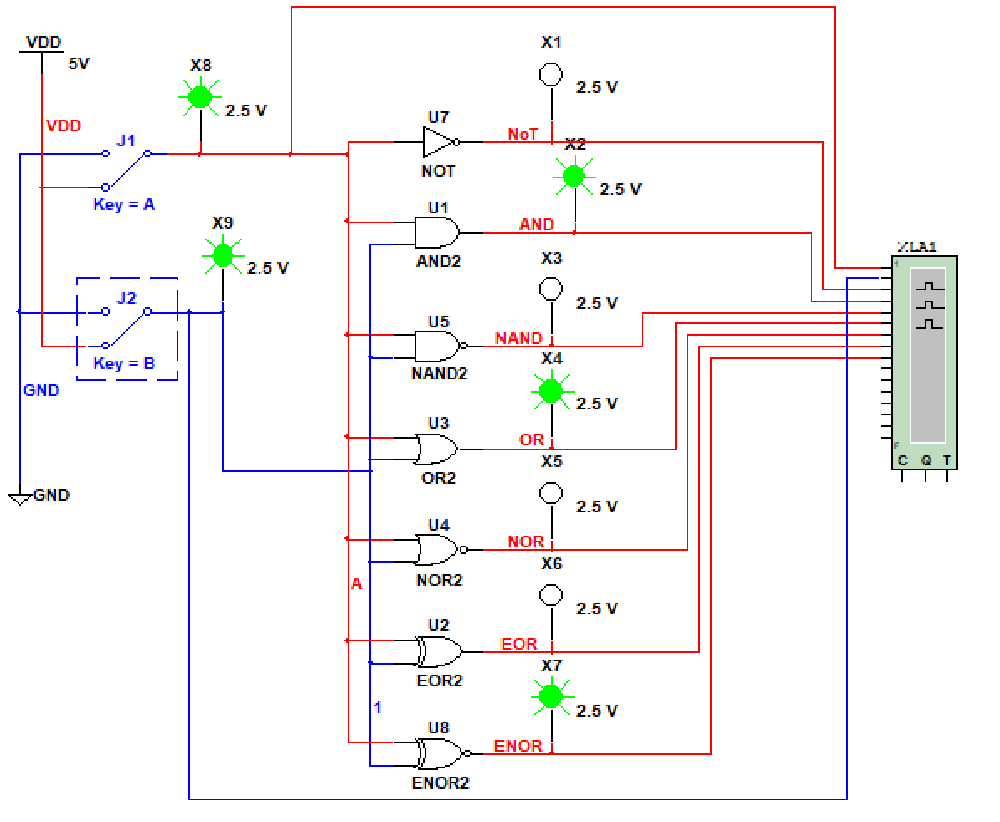 VDD
5V
VDD
X8
2.5 V
J1
Key = A
X9
2.5 V
J2
Key = B
GND
GND
X1
2.5 V
U7
NoT
NOT
X2
2.5 V
U1
AND
AND2
X3
2.5 V
U5
NAND
NAND2
X4
2.5 V
U3
OR
OR2
X5
2.5 V
U4
NOR
NOR2
A
X6
2.5 V
U2
EOR
EOR2
1
X7
2.5 V
U8
ENOR
ENOR2
XLA1
1
F
C Q T